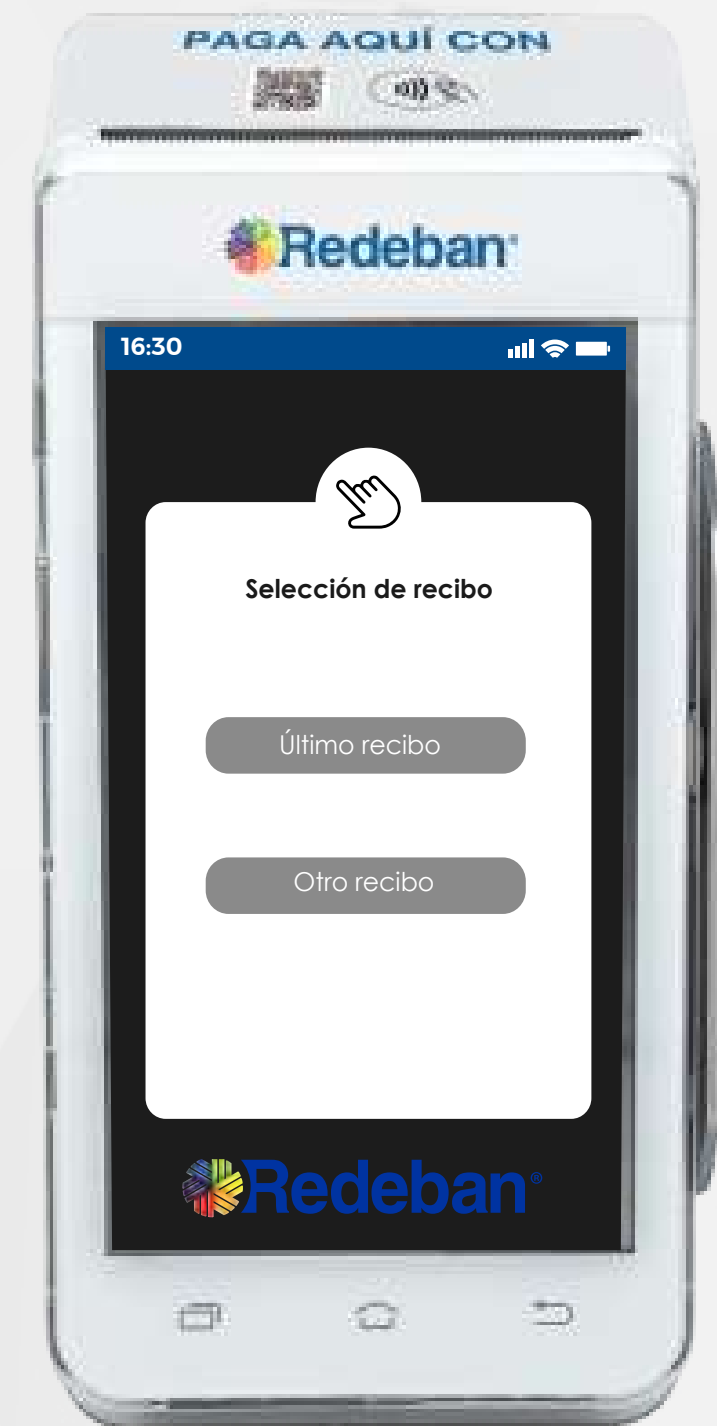 PAGA AQUÍ CON
Redeban
16:30
Selección de recibo
Último recibo
Otro recibo
Redeban®